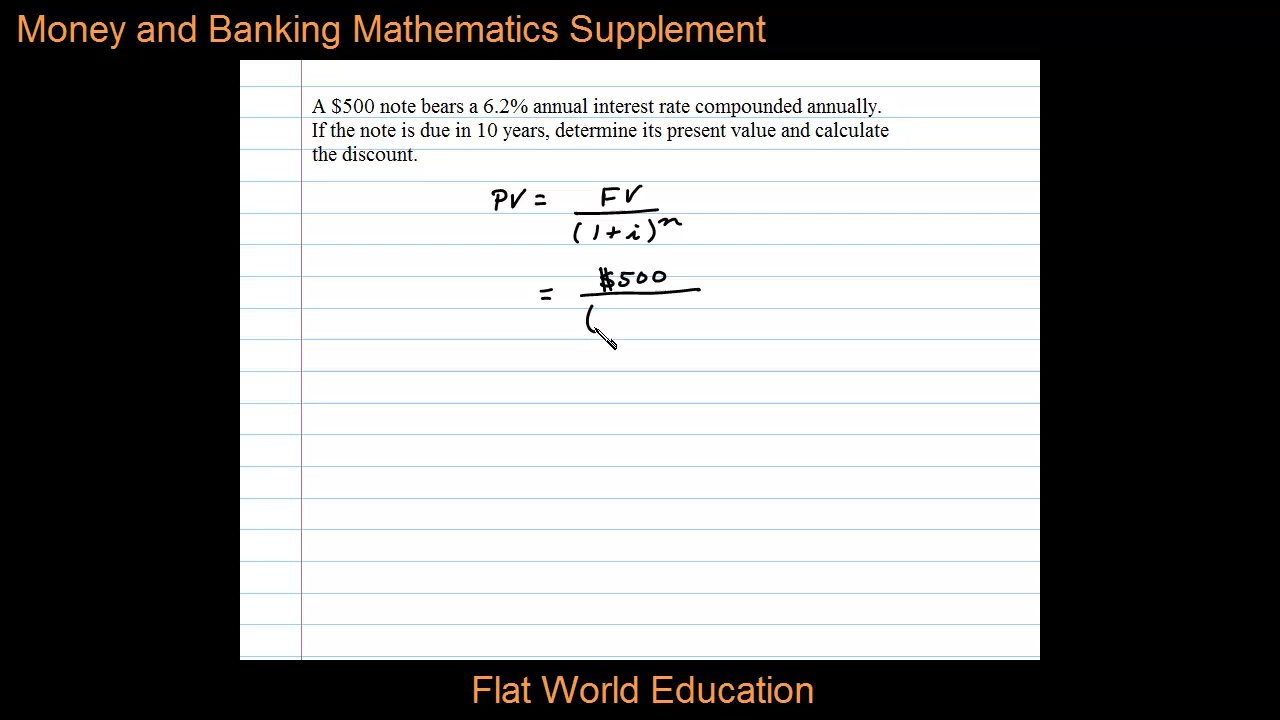 Money and Banking Mathematics Supplement
A $500 note bears a 6.2% annual interest rate compounded annually.
If the note is due in 10 years, determine its present value and calculate
the discount.
PV = FV
(1+i)^n
= $500
(
Flat World Education